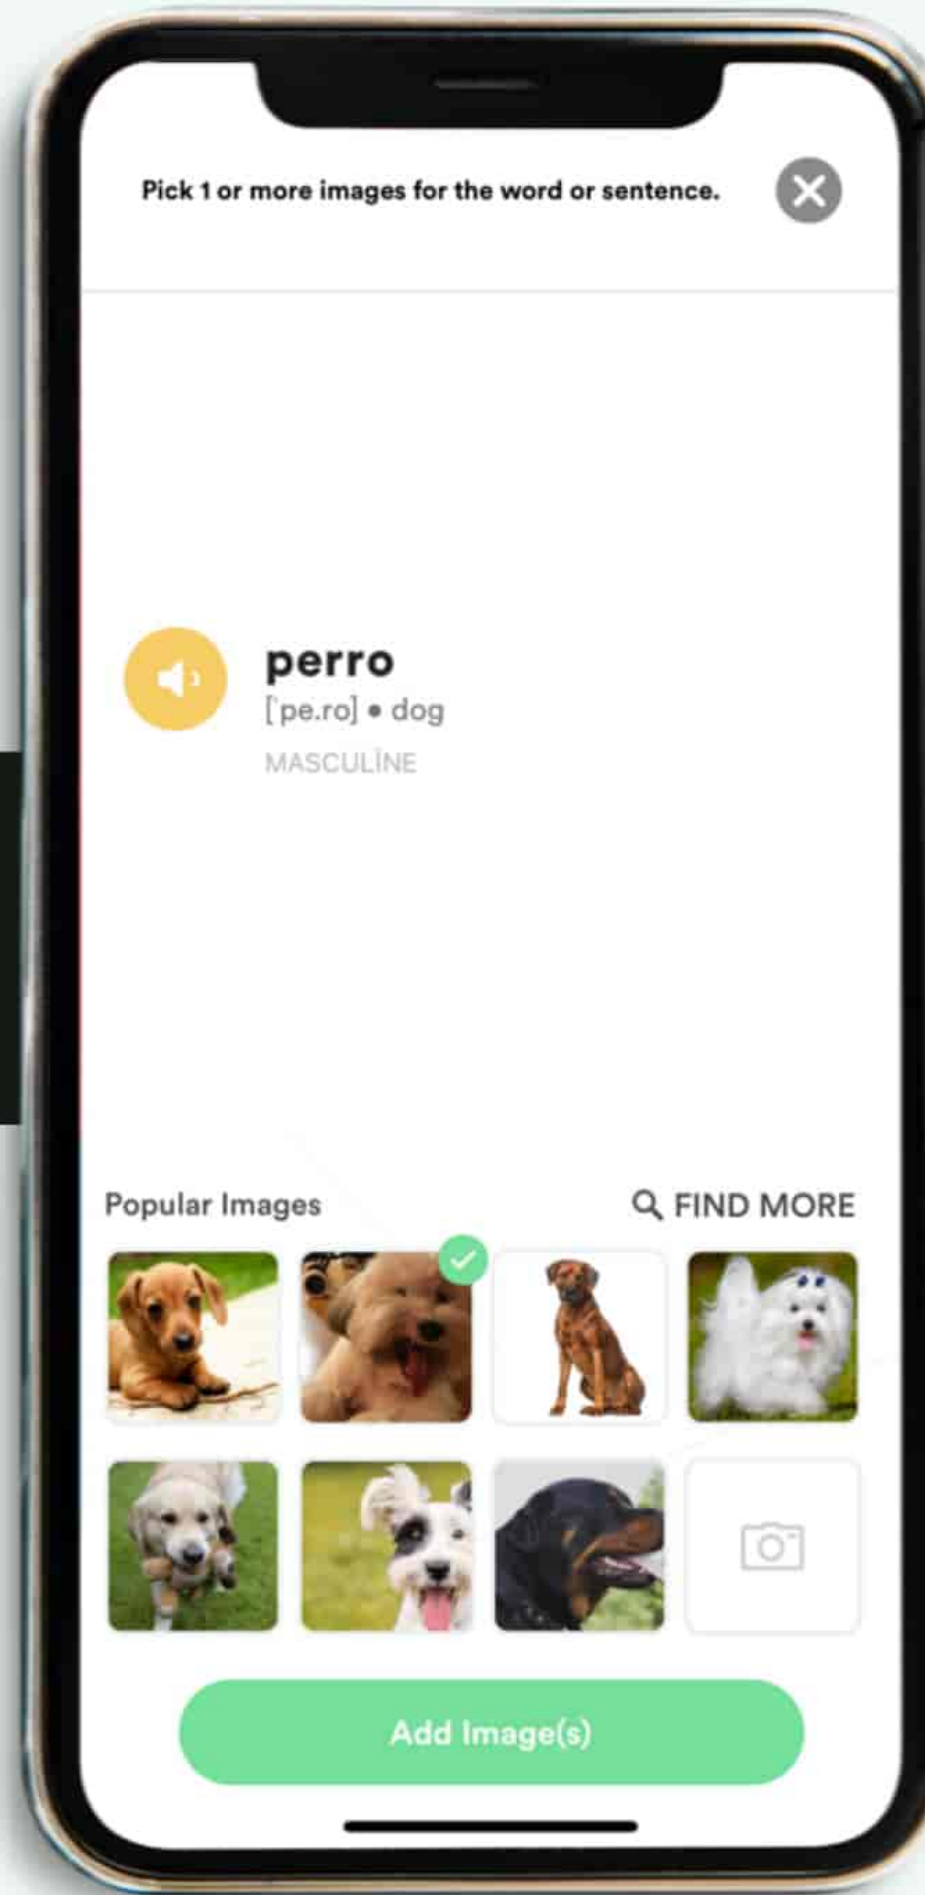 Pick 1 or more images for the word or sentence.
perro
['pe.ro] • dog
MASCULİNE
Popular Images
FIND MORE
Add Image(s)